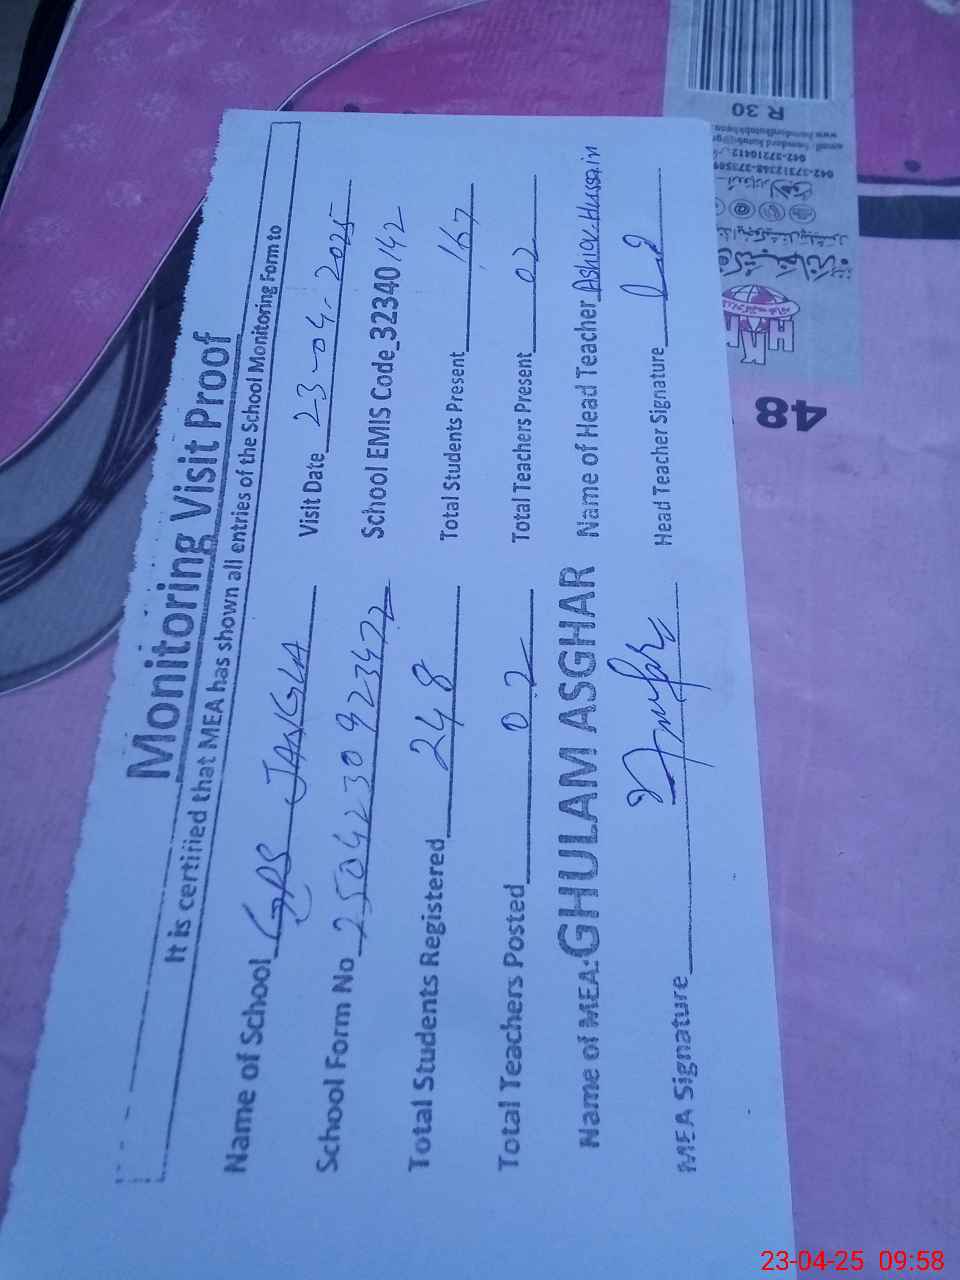 Monitoring Visit Proof
It is certified that MEA has shown all entries of the School Monitoring Form to
Name of School GPS JANGLA Visit Date 23-04-2025
School Form No 2504230923422 School EMIS Code 32340142
Total Students Registered 248 Total Students Present 167
Total Teachers Posted 02 Total Teachers Present 02
Name of MEA: GHULAM ASGHAR Name of Head Teacher Ashiq Hussain
MEA Signature Head Teacher Signature
R 30
042-37210412
48
23-04-25 09:58